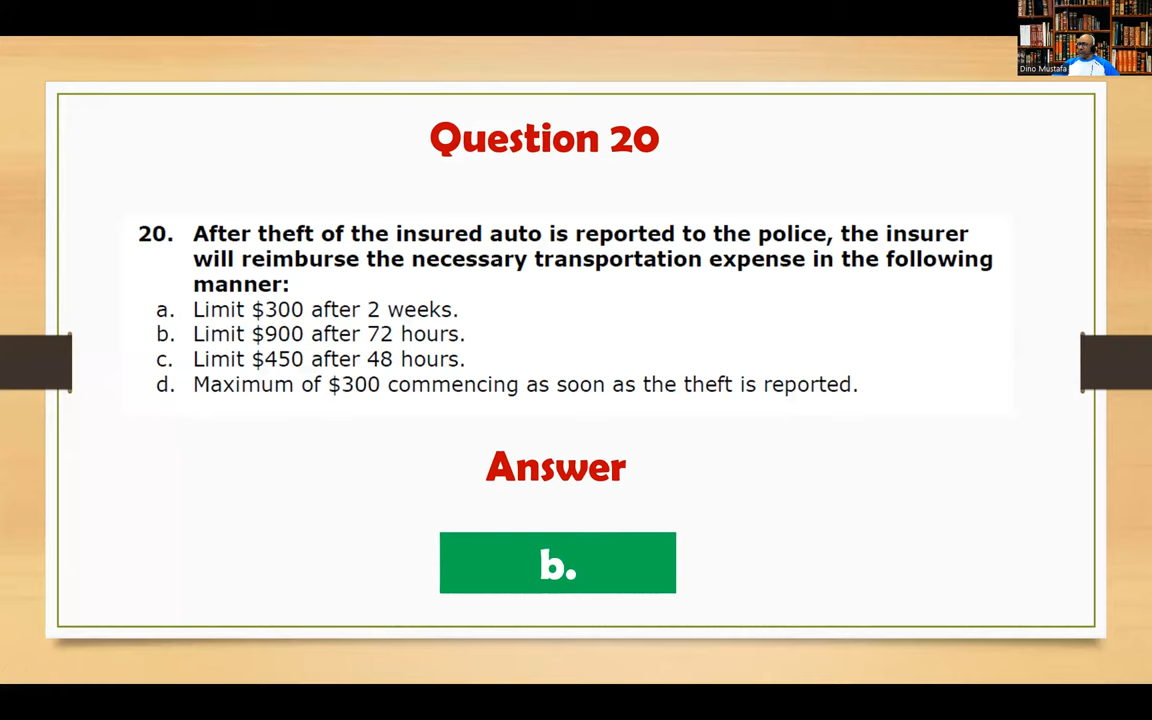 Dino Mustafa
Question 20
20. After theft of the insured auto is reported to the police, the insurer
will reimburse the necessary transportation expense in the following
manner:
a. Limit $300 after 2 weeks.
b. Limit $900 after 72 hours.
c. Limit $450 after 48 hours.
d. Maximum of $300 commencing as soon as the theft is reported.
Answer
b.